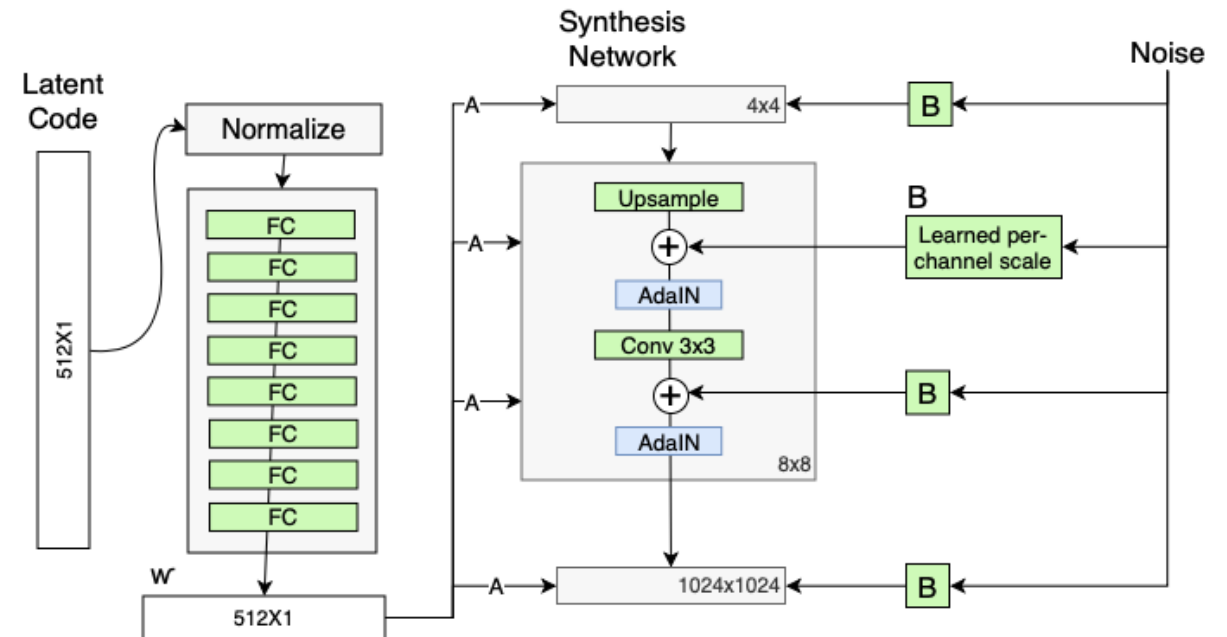 Synthesis
Network
Noise
Latent
Code
A
4x4
B
Normalize
Upsample
B
FC
A
Learned per-
channel scale
FC
AdaIN
FC
512X1
Conv 3x3
FC
FC
A
B
FC
AdaIN
8x8
FC
FC
w
A
1024x1024
B
512X1